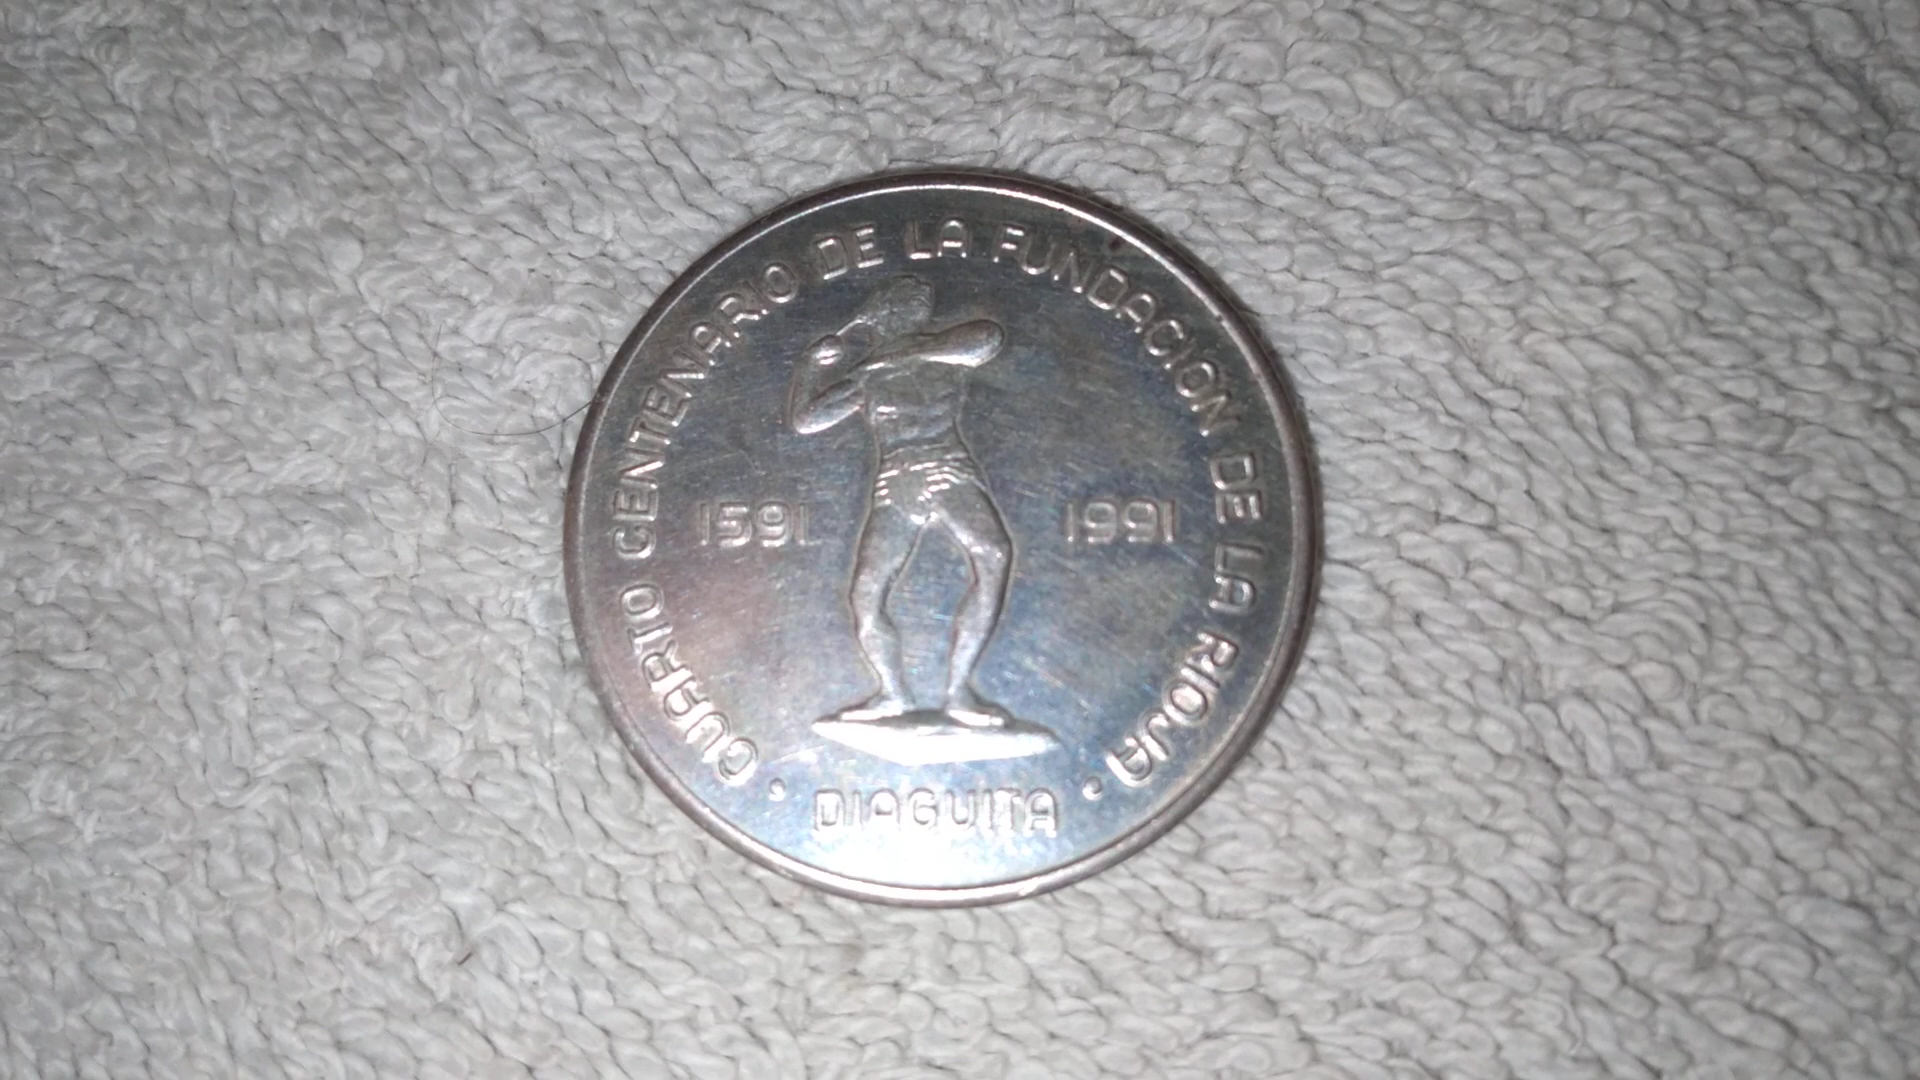 CUARTO CENTENARIO DE LA FUNDACION DE LA RIOJA
1591
1991
DIAGUITA